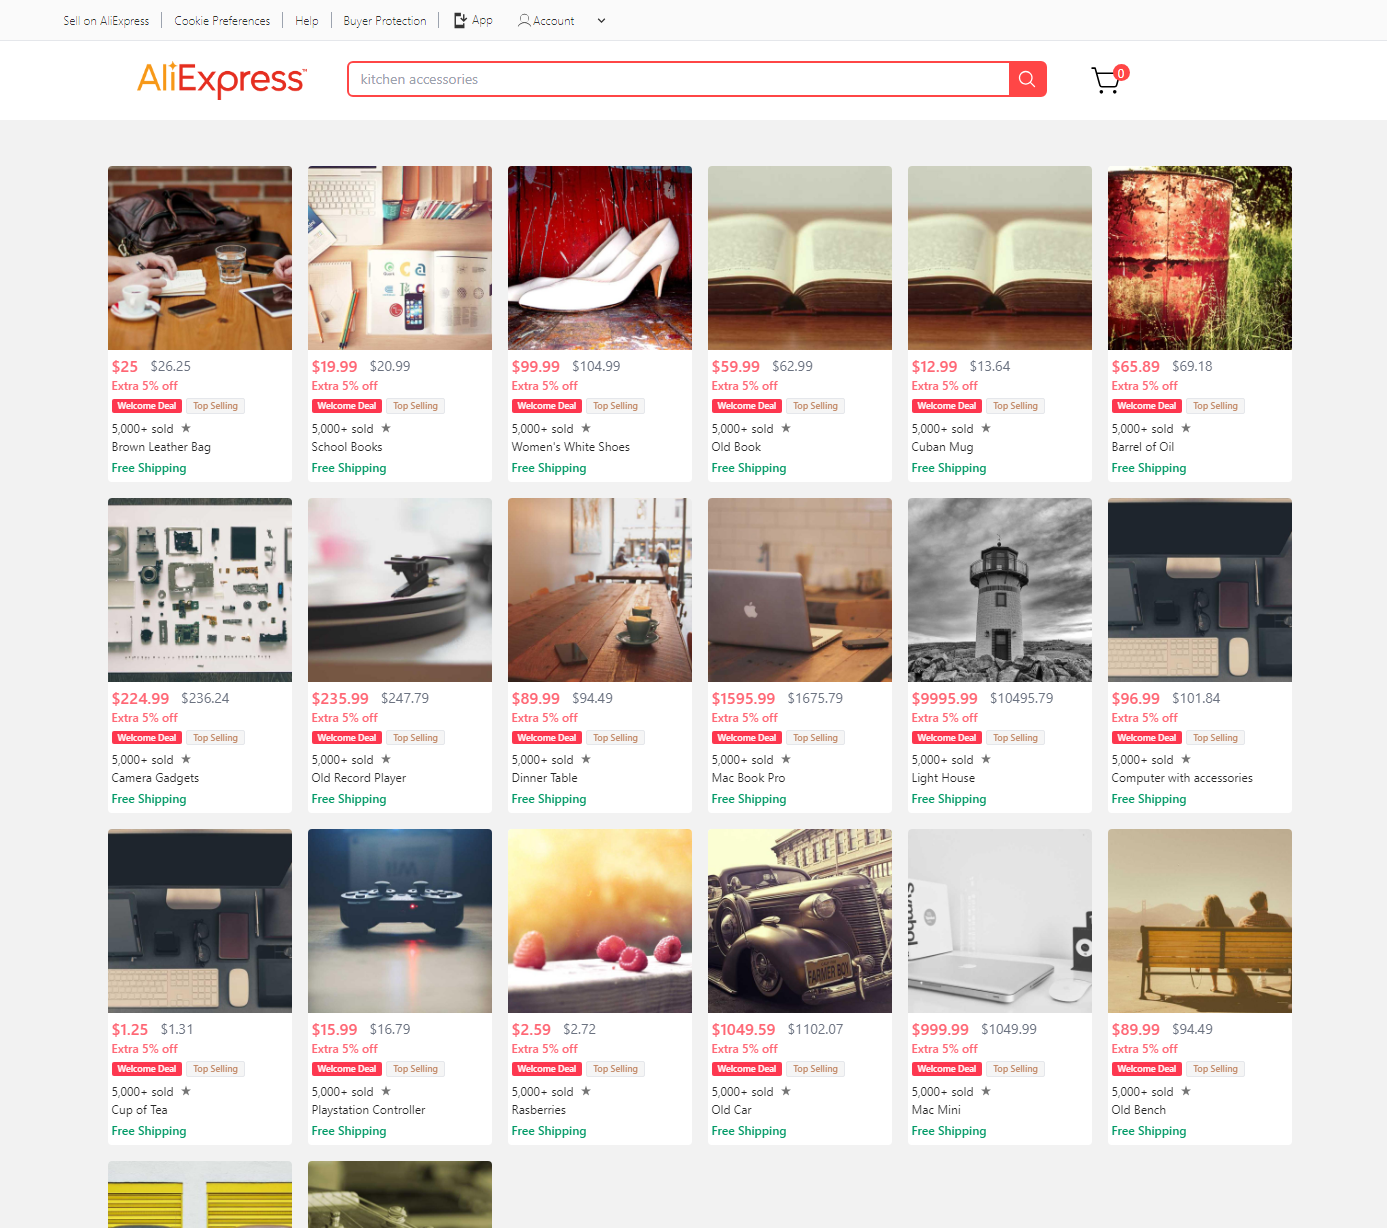 Sell on AliExpress
Cookie Preferences
Help
Buyer Protection
App
Account
AliExpress™
kitchen accessories
0
$25 $26.25
Extra 5% off
Welcome Deal Top Selling
5,000+ sold ★
Brown Leather Bag
Free Shipping
$19.99 $20.99
Extra 5% off
Welcome Deal Top Selling
5,000+ sold ★
School Books
Free Shipping
$99.99 $104.99
Extra 5% off
Welcome Deal Top Selling
5,000+ sold ★
Women's White Shoes
Free Shipping
$59.99 $62.99
Extra 5% off
Welcome Deal Top Selling
5,000+ sold ★
Old Book
Free Shipping
$12.99 $13.64
Extra 5% off
Welcome Deal Top Selling
5,000+ sold ★
Cuban Mug
Free Shipping
$65.89 $69.18
Extra 5% off
Welcome Deal Top Selling
5,000+ sold ★
Barrel of Oil
Free Shipping
$224.99 $236.24
Extra 5% off
Welcome Deal Top Selling
5,000+ sold ★
Camera Gadgets
Free Shipping
$235.99 $247.79
Extra 5% off
Welcome Deal Top Selling
5,000+ sold ★
Old Record Player
Free Shipping
$89.99 $94.49
Extra 5% off
Welcome Deal Top Selling
5,000+ sold ★
Dinner Table
Free Shipping
$1595.99 $1675.79
Extra 5% off
Welcome Deal Top Selling
5,000+ sold ★
Mac Book Pro
Free Shipping
$9995.99 $10495.79
Extra 5% off
Welcome Deal Top Selling
5,000+ sold ★
Light House
Free Shipping
$96.99 $101.84
Extra 5% off
Welcome Deal Top Selling
5,000+ sold ★
Computer with accessories
Free Shipping
$1.25 $1.31
Extra 5% off
Welcome Deal Top Selling
5,000+ sold ★
Cup of Tea
Free Shipping
$15.99 $16.79
Extra 5% off
Welcome Deal Top Selling
5,000+ sold ★
Playstation Controller
Free Shipping
$2.59 $2.72
Extra 5% off
Welcome Deal Top Selling
5,000+ sold ★
Rasberries
Free Shipping
FARMER BOY
$1049.59 $1102.07
Extra 5% off
Welcome Deal Top Selling
5,000+ sold ★
Old Car
Free Shipping
Symbol
$999.99 $1049.99
Extra 5% off
Welcome Deal Top Selling
5,000+ sold ★
Mac Mini
Free Shipping
$89.99 $94.49
Extra 5% off
Welcome Deal Top Selling
5,000+ sold ★
Old Bench
Free Shipping